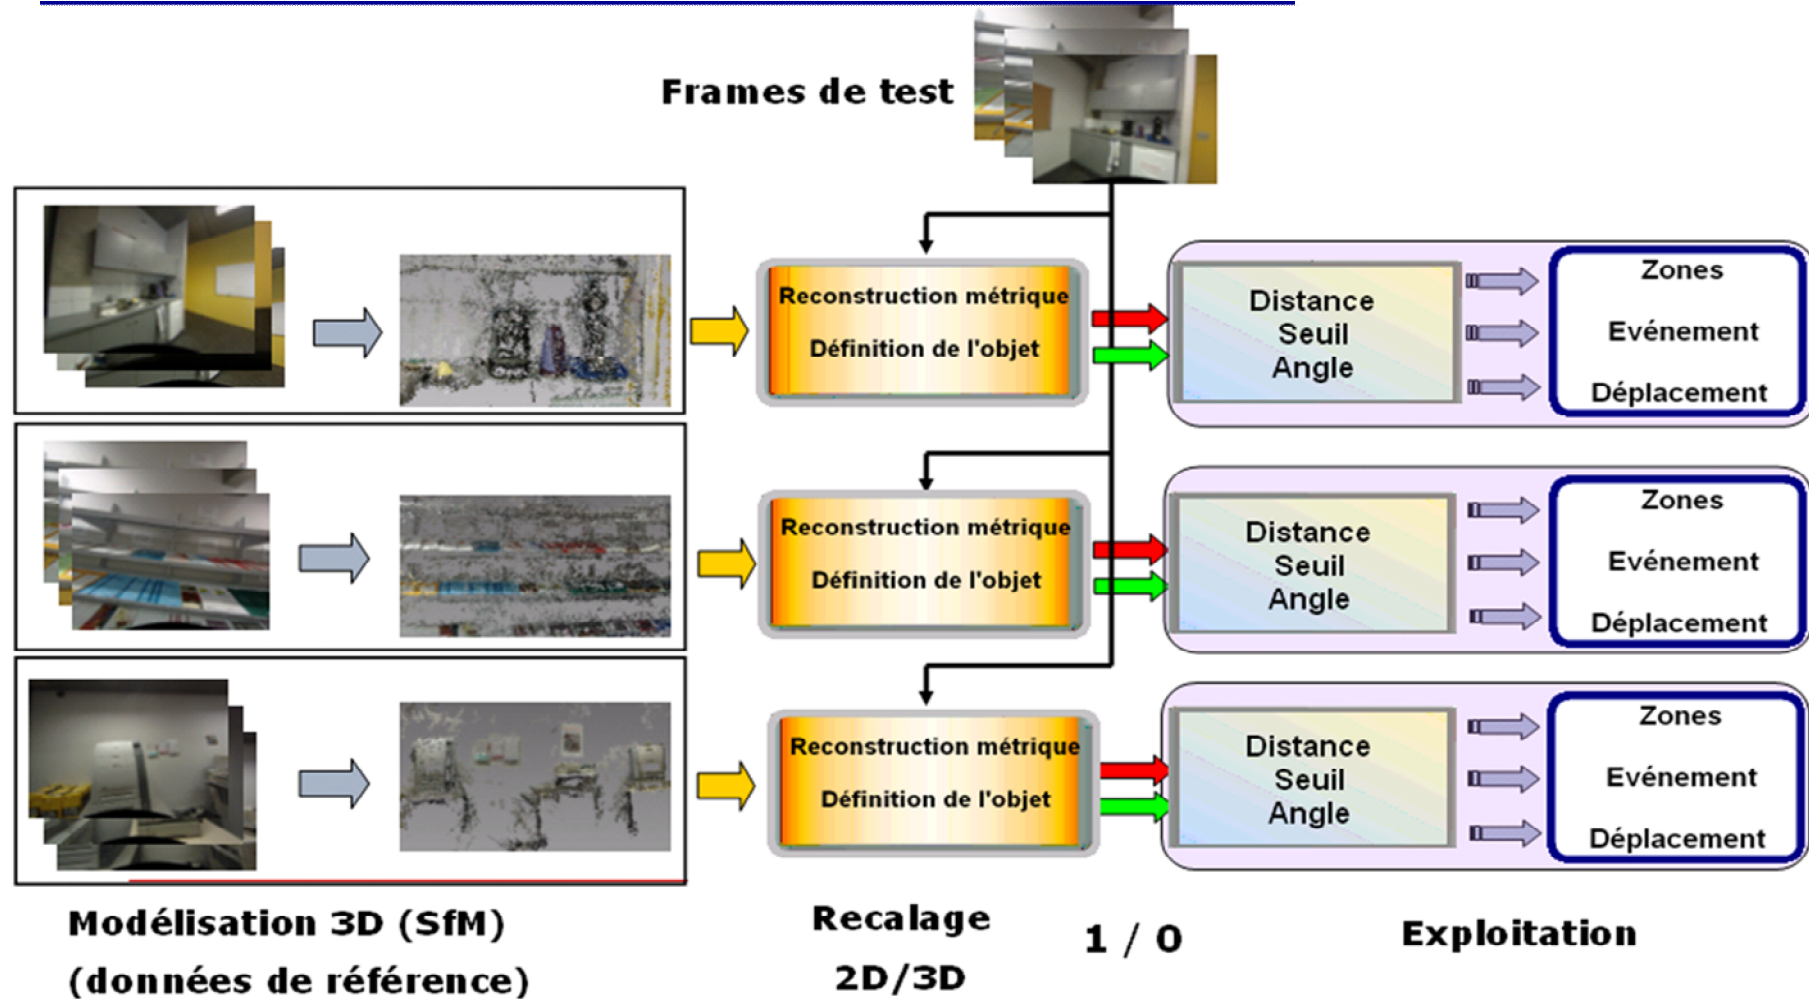 Frames de test
Reconstruction métrique
Définition de l'objet
Distance
Seuil
Angle
Zones
Evénement
Déplacement
Reconstruction métrique
Définition de l'objet
Distance
Seuil
Angle
Zones
Evénement
Déplacement
Reconstruction métrique
Définition de l'objet
Distance
Seuil
Angle
Zones
Evénement
Déplacement
Modélisation 3D (SfM)
(données de référence)
Recalage
2D/3D
1 / 0
Exploitation